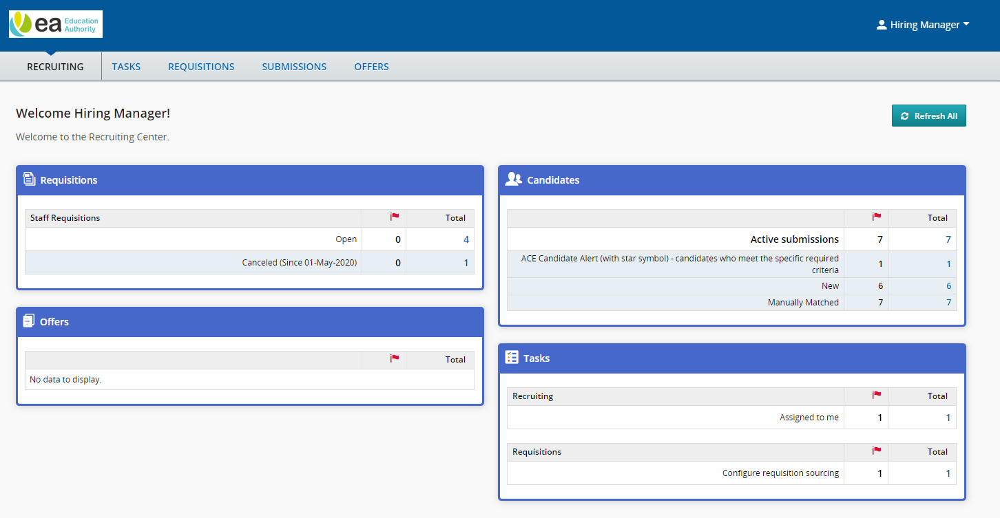 ea Education
Authority
Hiring Manager
RECRUITING TASKS REQUISITIONS SUBMISSIONS OFFERS
Welcome Hiring Manager!
Refresh All
Welcome to the Recruiting Center.
Requisitions
Staff Requisitions Total
Open 0 4
Canceled (Since 01-May-2020) 0 1
Offers
Total
No data to display.
Candidates
Total
Active submissions 7 7
ACE Candidate Alert (with star symbol) - candidates who meet the specific required
criteria 1 1
New 6 6
Manually Matched 7 7
Tasks
Recruiting Total
Assigned to me 1 1
Requisitions Total
Configure requisition sourcing 1 1